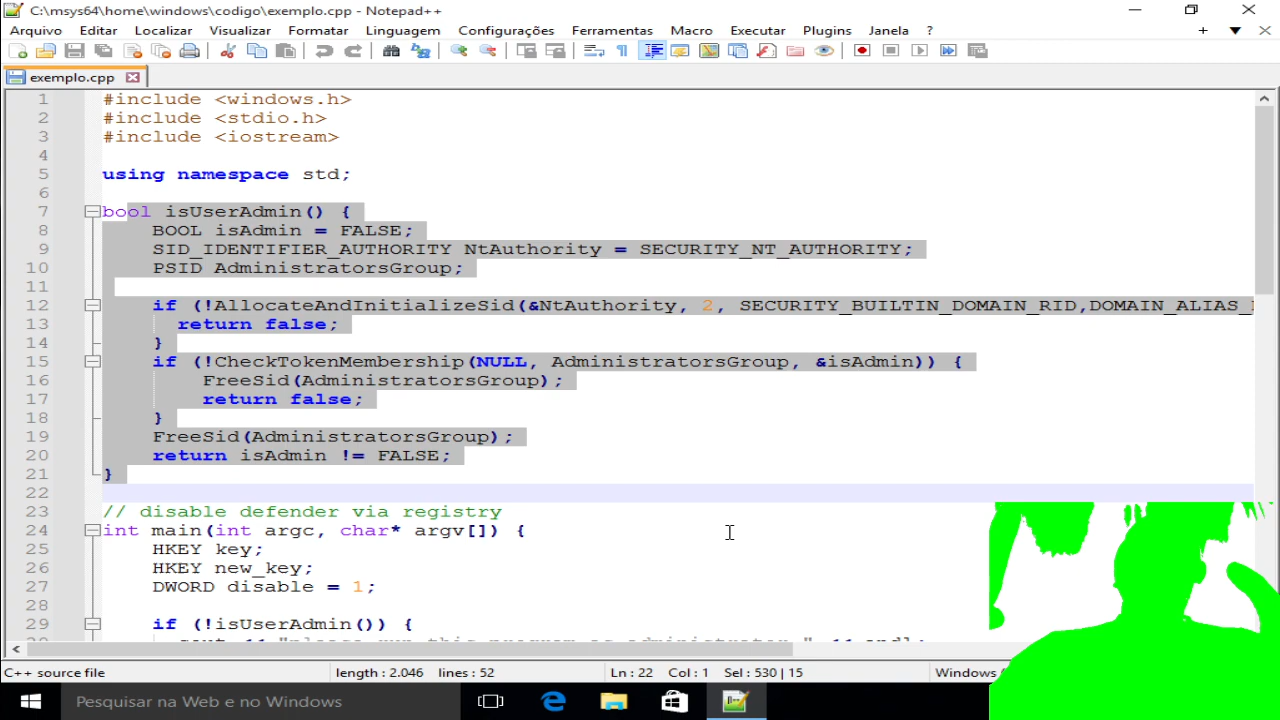 C:\msys64\home\windows\codigo\exemplo.cpp - Notepad++
Arquivo Editar Localizar Visualizar Formatar Linguagem Configurações Ferramentas Macro Executar Plugins Janela ?
exemplo.cpp
1 #include <windows.h>
2 #include <stdio.h>
3 #include <iostream>
4
5 using namespace std;
6
7 bool isUserAdmin() {
8 BOOL isAdmin = FALSE;
9 SID_IDENTIFIER_AUTHORITY NtAuthority = SECURITY_NT_AUTHORITY;
10 PSID AdministratorsGroup;
11
12 if (!AllocateAndInitializeSid(&NtAuthority, 2, SECURITY_BUILTIN_DOMAIN_RID,DOMAIN_ALIAS_
13 return false;
14 }
15 if (!CheckTokenMembership(NULL, AdministratorsGroup, &isAdmin)) {
16 FreeSid(AdministratorsGroup);
17 return false;
18 }
19 FreeSid(AdministratorsGroup);
20 return isAdmin != FALSE;
21 }
22
23 // disable defender via registry
24 int main(int argc, char* argv[]) {
25 HKEY key;
26 HKEY new_key;
27 DWORD disable = 1;
28
29 if (!isUserAdmin()) {
C++ source file length : 2.046 lines : 52 Ln : 22 Col : 1 Sel : 530 | 15 Windows
Pesquisar na Web e no Windows